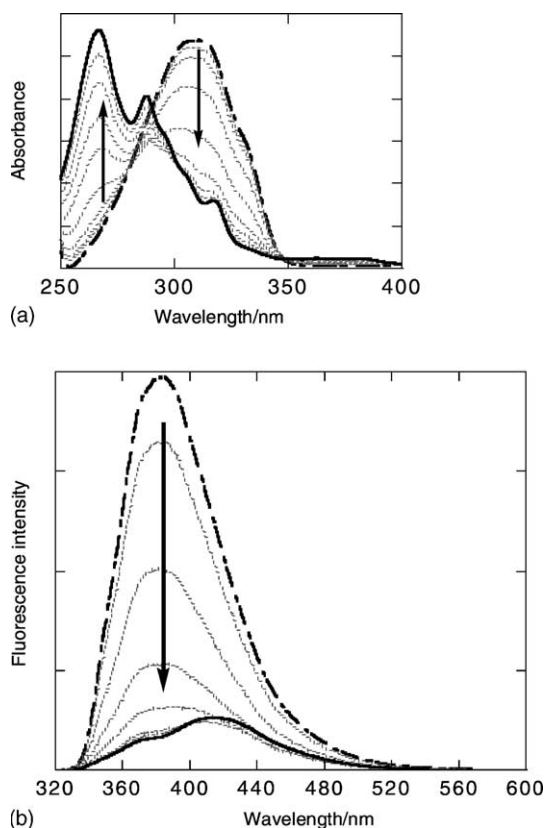 Absorbance
250 300 350 400
(a) Wavelength/nm
Fluorescence intensity
320 360 400 440 480 520 560 600
(b) Wavelength/nm